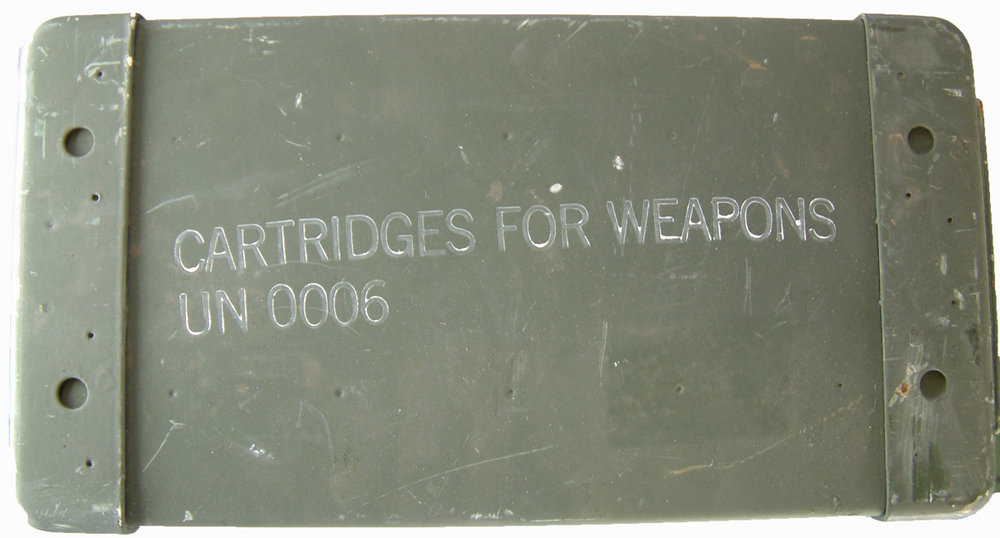 CARTRIDGES FOR WEAPONS
UN 0006